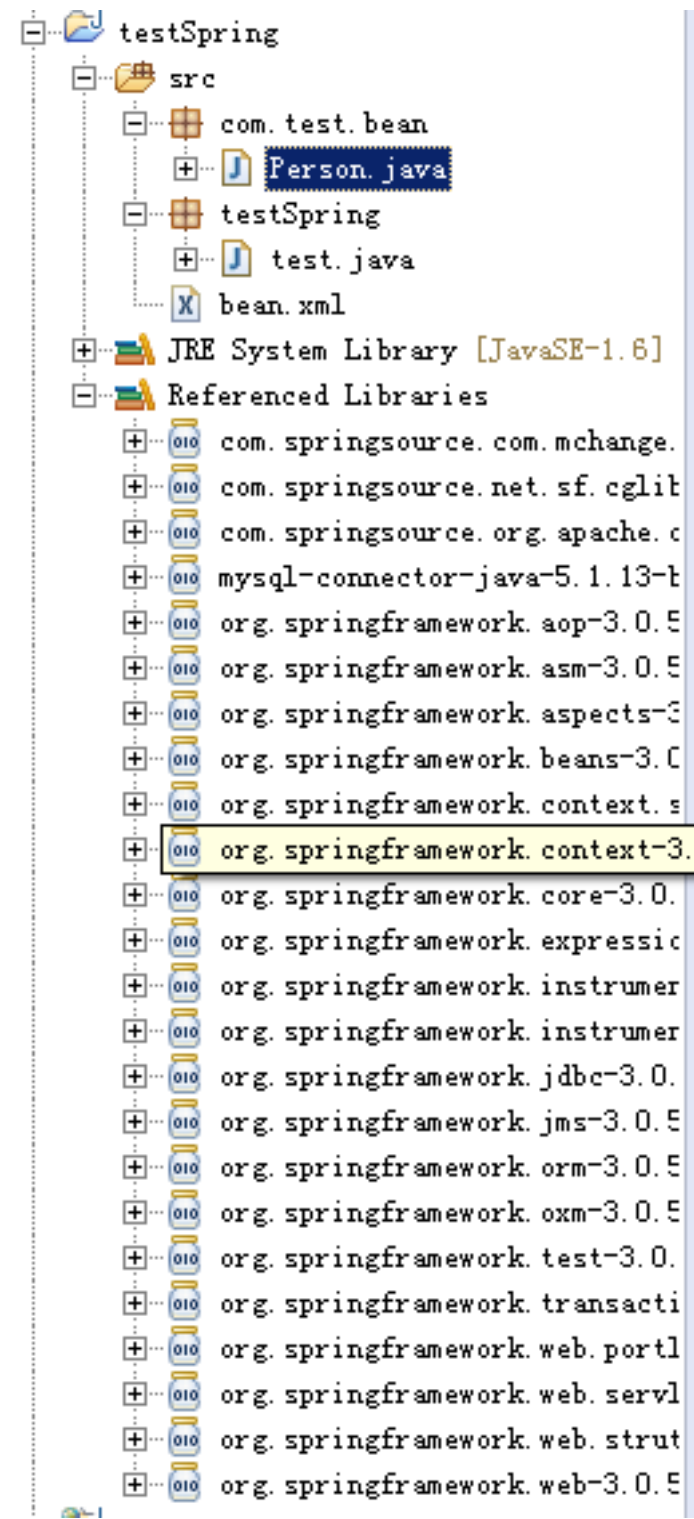 testSpring
src
com.test.bean
Person.java
testSpring
test.java
bean.xml
JRE System Library [JavaSE-1.6]
Referenced Libraries
com.springsource.com.mchange.
com.springsource.net.sf.cglib
com.springsource.org.apache.c
mysql-connector-java-5.1.13-b
org.springframework.aop-3.0.5
org.springframework.asm-3.0.5
org.springframework.aspects-3
org.springframework.beans-3.0
org.springframework.context.s
org.springframework.context-3.
org.springframework.core-3.0.
org.springframework.expressic
org.springframework.instrumer
org.springframework.instrumer
org.springframework.jdbc-3.0.
org.springframework.jms-3.0.5
org.springframework.orm-3.0.5
org.springframework.oxm-3.0.5
org.springframework.test-3.0.
org.springframework.transacti
org.springframework.web.portl
org.springframework.web.servl
org.springframework.web.strut
org.springframework.web-3.0.5